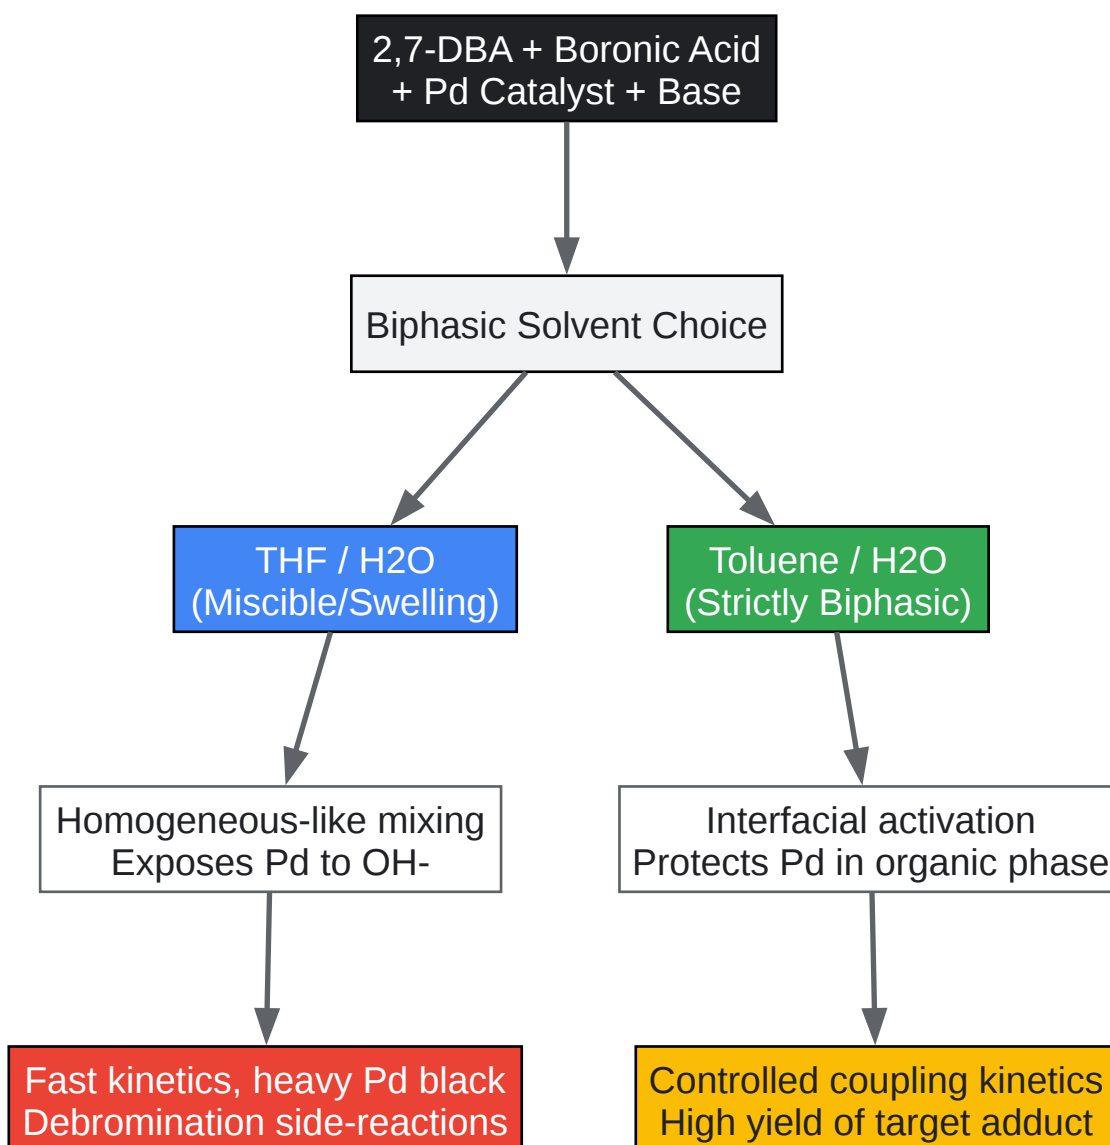 2,7-DBA + Boronic Acid
+ Pd Catalyst + Base
Biphasic Solvent Choice
THF / H2O
(Miscible/Swelling)
Toluene / H2O
(Strictly Biphasic)
Homogeneous-like mixing
Exposes Pd to OH-
Interfacial activation
Protects Pd in organic phase
Fast kinetics, heavy Pd black
Debromination side-reactions
Controlled coupling kinetics
High yield of target adduct